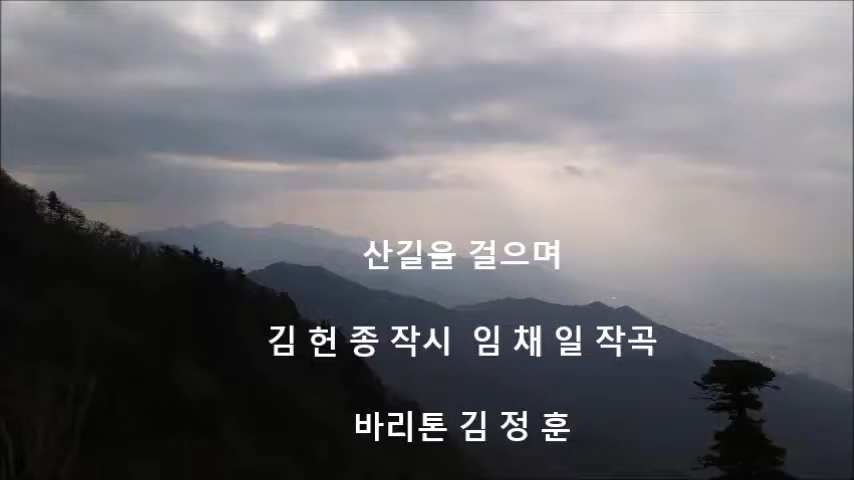 산길을 걸으며
김 헌 종 작시 임 채 일 작곡
바리톤 김 정 훈